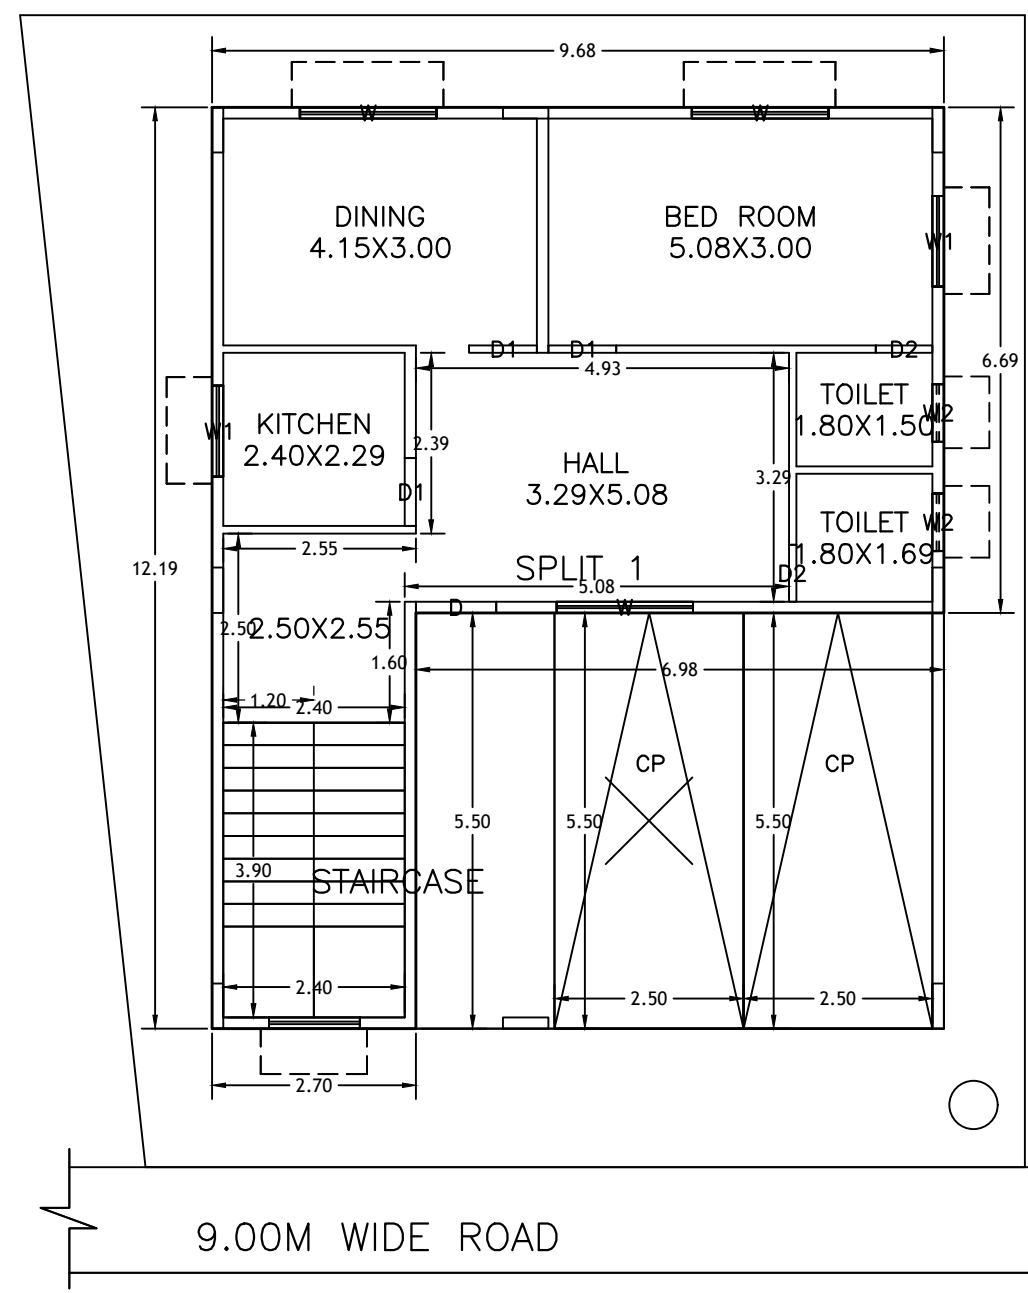 9.68
W
W
DINING
4.15X3.00
BED ROOM
5.08X3.00
W1
D1
D1
D2
4.93
6.69
KITCHEN
2.40X2.29
W1
2.39
D1
HALL
3.29X5.08
3.29
TOILET
1.80X1.50
W2
TOILET
1.80X1.69
W2
D2
12.19
2.55
SPLIT 1
5.08
D
W
2.50
2.50X2.55
1.60
6.98
1.20
2.40
CP
CP
5.50
5.50
5.50
3.90
STAIRCASE
2.40
2.50
2.50
2.70
9.00M WIDE ROAD